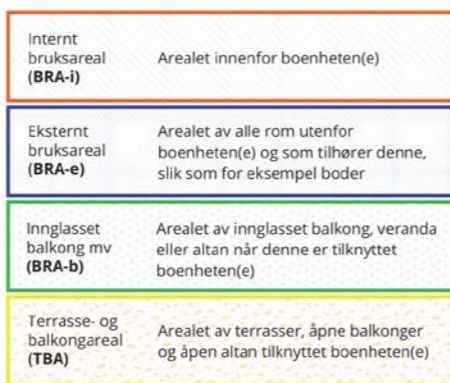 Internt
bruksareal
(BRA-i)
Arealet innenfor boenheten(e)
Eksternt
bruksareal
(BRA-e)
Arealet av alle rom utenfor
boenheten(e) og som tilhører denne,
slik som for eksempel boder
Innglasset
balkong mv
(BRA-b)
Arealet av innglasset balkong, veranda
eller altan når denne er tilknyttet
boenheten(e)
Terrasse- og
balkongareal
(TBA)
Arealet av terrasser, åpne balkonger
og åpen altan tilknyttet boenheten(e)